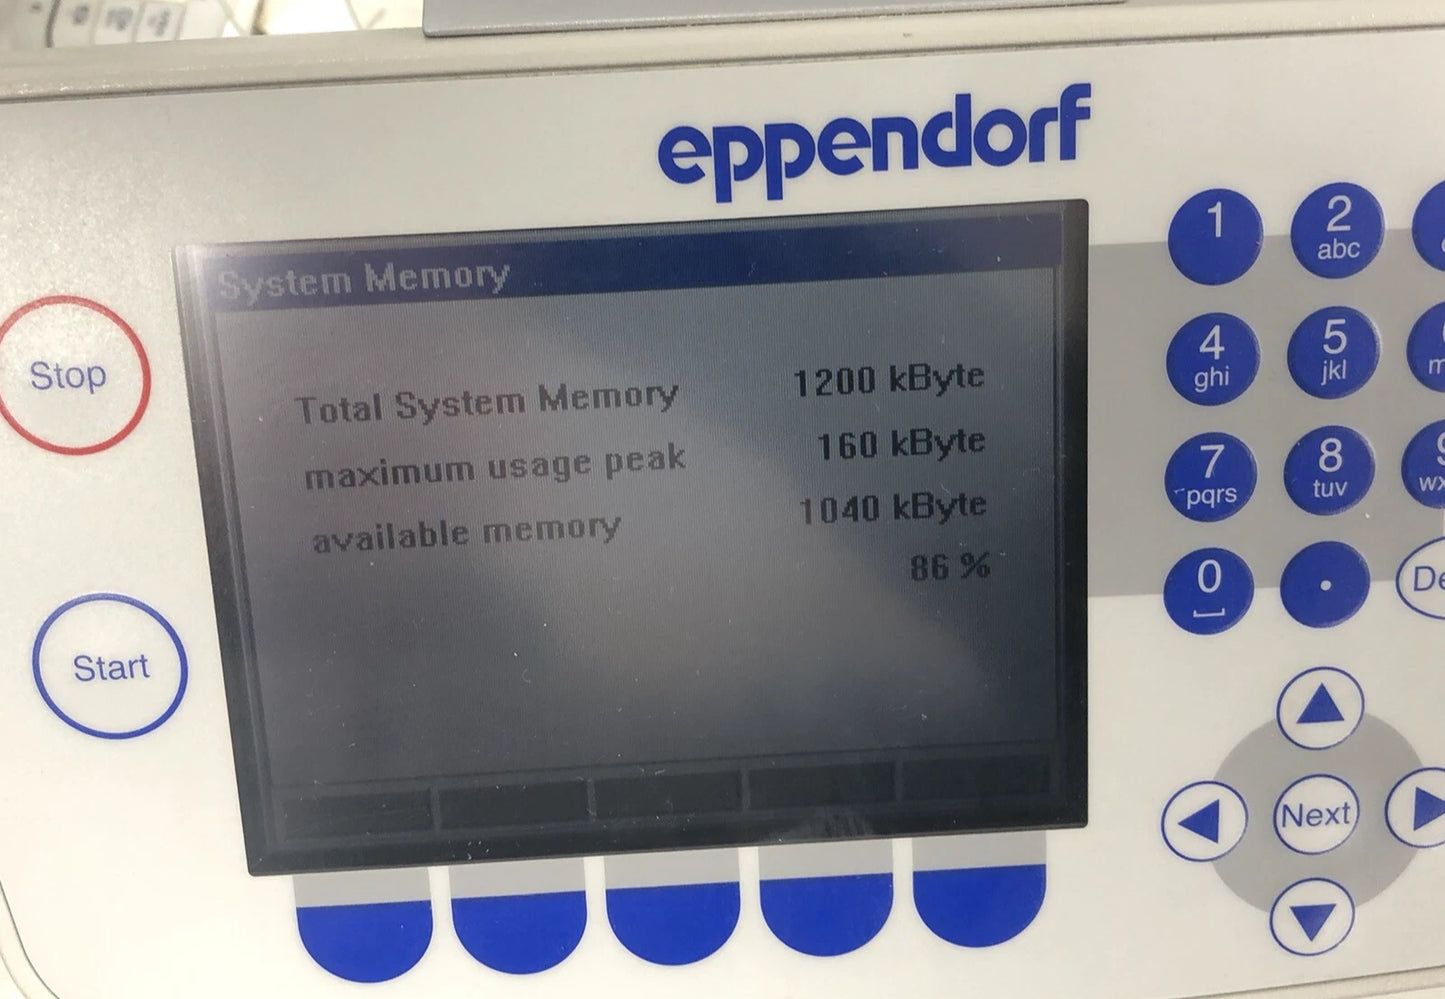 eppendorf
System Memory
Total System Memory 1200 kByte
maximum usage peak 160 kByte
available memory 1040 kByte
86 %
Stop
Start
1
2
abc
4
ghi
5
jkl
7
pqrs
8
tuv
0
.
Next